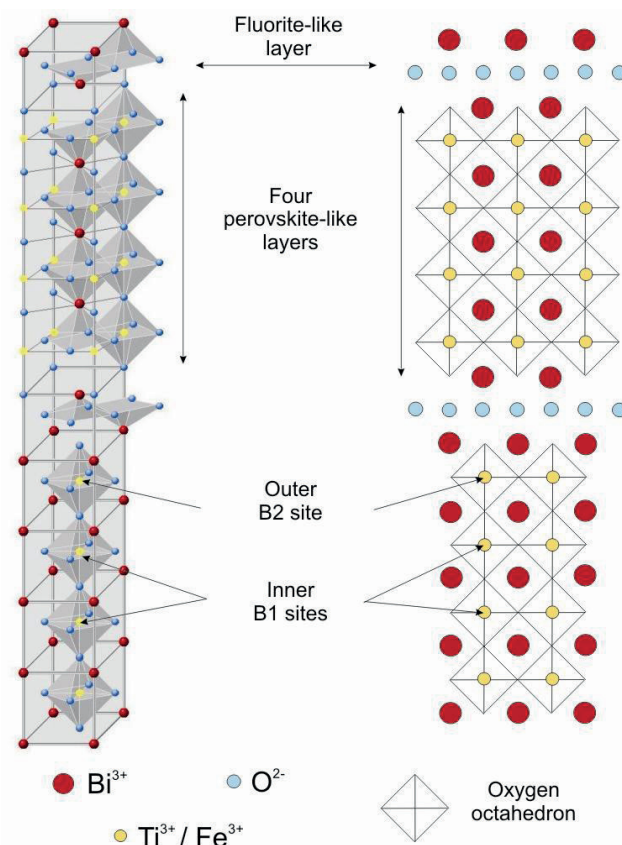 Fluorite-like
layer
Four
perovskite-like
layers
Outer
B2 site
Inner
B1 sites
Bi³⁺
O²⁻
Oxygen
octahedron
Ti³⁺ / Fe³⁺